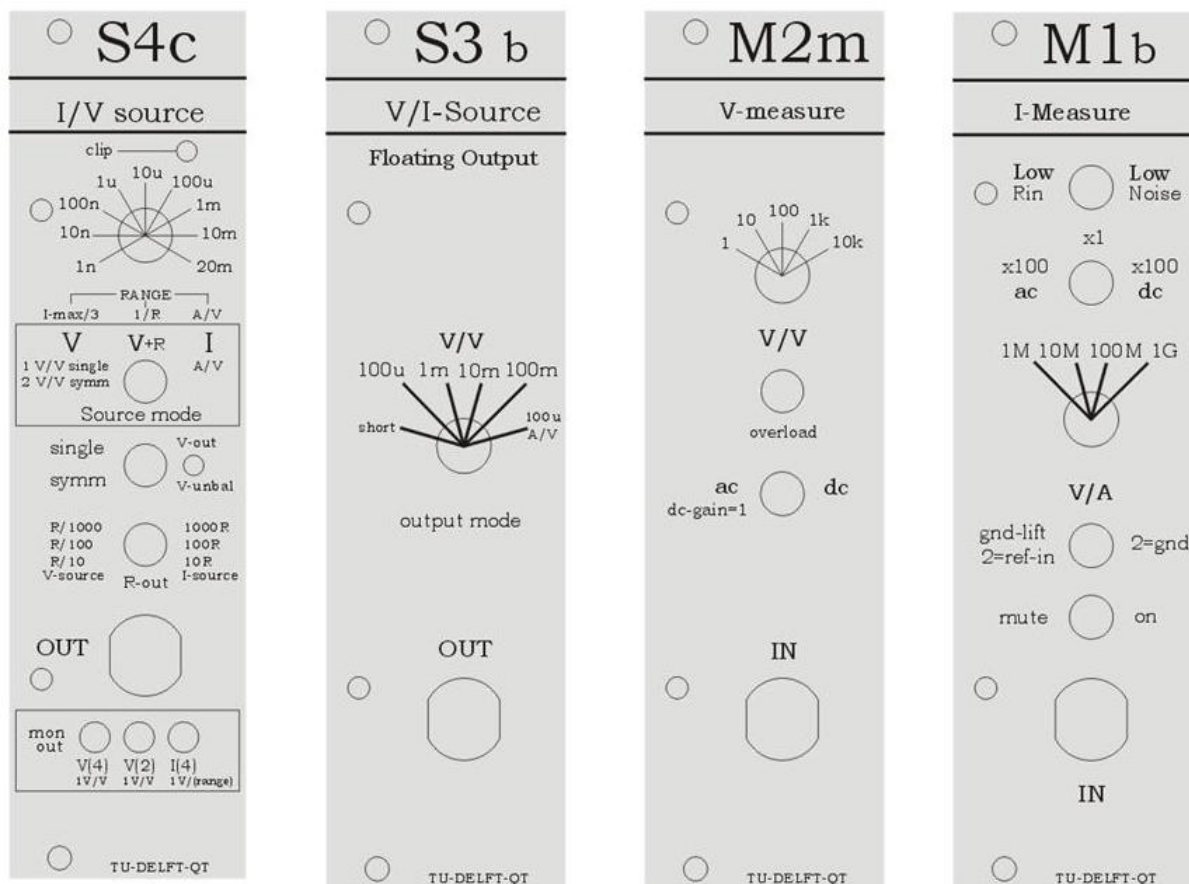 S4c
I/V source
clip
10u
1u 100u
100n 1m
10n 10m
1n 20m
RANGE
I-max/3 1/R A/V
V V+R I
1 V/V single A/V
2 V/V symm
Source mode
single V-out
symm V-unbal
R/1000 1000R
R/100 100R
R/10 10R
V-source R-out I-source
OUT
mon
out
V(4) V(2) I(4)
1V/V 1V/V 1V/(range)
TU-DELFT-QT
S3 b
V/I-Source
Floating Output
V/V
100u 1m 10m 100m
short 100u
A/V
output mode
OUT
TU-DELFT-QT
M2m
V-measure
10 100 1k
1 10k
V/V
overload
ac dc
dc-gain=1
IN
TU-DELFT-QT
M1b
I-Measure
Low Low
Rin Noise
x1
x100 x100
ac dc
1M 10M 100M 1G
V/A
gnd-lift 2=gnd
2=ref-in
mute on
IN
TU-DELFT-QT